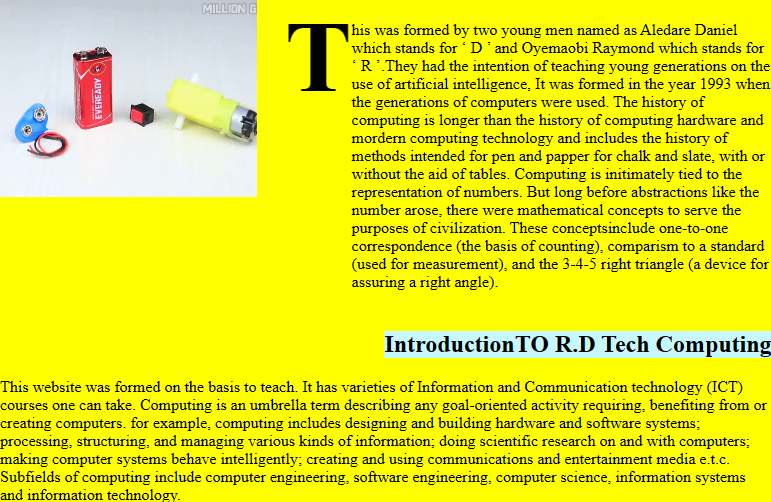 MILLION G
EVEREADY
This was formed by two young men named as Aledare Daniel
which stands for ‘ D ’ and Oyemaobi Raymond which stands for
‘ R ’.They had the intention of teaching young generations on the
use of artificial intelligence, It was formed in the year 1993 when
the generations of computers were used. The history of
computing is longer than the history of computing hardware and
mordern computing technology and includes the history of
methods intended for pen and papper for chalk and slate, with or
without the aid of tables. Computing is initimately tied to the
representation of numbers. But long before abstractions like the
number arose, there were mathematical concepts to serve the
purposes of civilization. These conceptsinclude one-to-one
correspondence (the basis of counting), comparism to a standard
(used for measurement), and the 3-4-5 right triangle (a device for
assuring a right angle).
IntroductionTO R.D Tech Computing
This website was formed on the basis to teach. It has varieties of Information and Communication technology (ICT)
courses one can take. Computing is an umbrella term describing any goal-oriented activity requiring, benefiting from or
creating computers. for example, computing includes designing and building hardware and software systems;
processing, structuring, and managing various kinds of information; doing scientific research on and with computers;
making computer systems behave intelligently; creating and using communications and entertainment media e.t.c.
Subfields of computing include computer engineering, software engineering, computer science, information systems
and information technology.